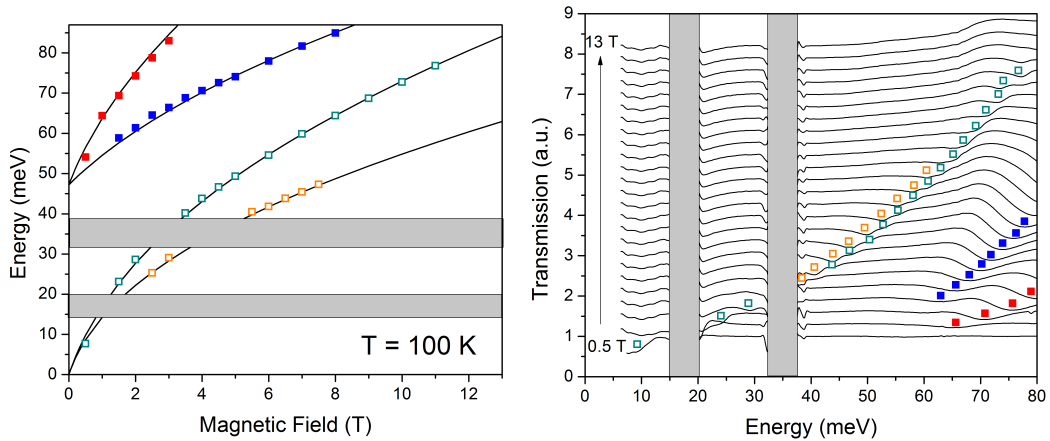 80
70
60
50
40
30
20
10
0
0 2 4 6 8 10 12
Energy (meV)
Magnetic Field (T)
T = 100 K
9
8
7
6
5
4
3
2
1
0
0 10 20 30 40 50 60 70 80
Transmission (a.u.)
Energy (meV)
13 T
0.5 T